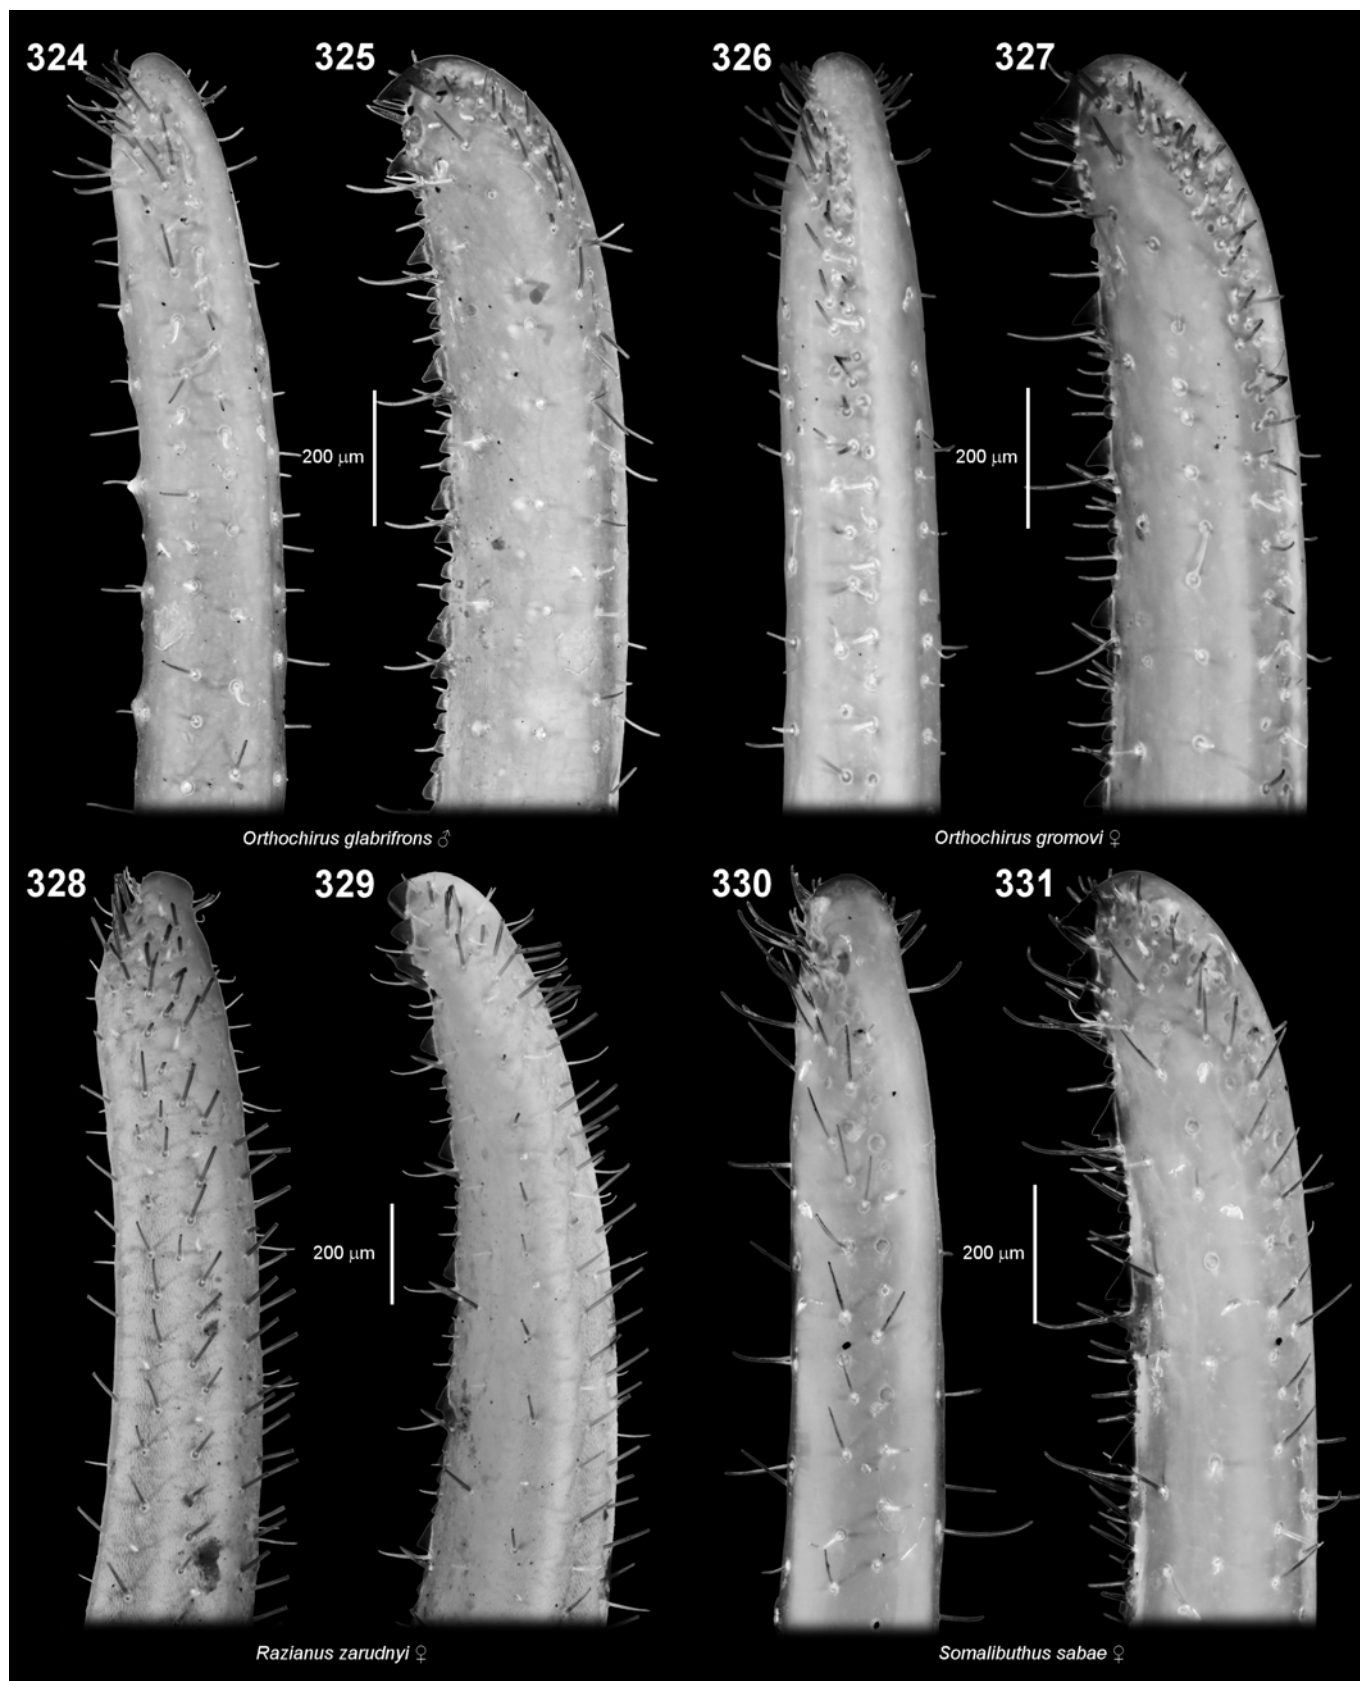 324 325 326 327
200 µm 200 µm
Orthochirus glabrifrons ♂ Orthochirus gromovi ♀
328 329 330 331
200 µm 200 µm
Razianus zarudnyi ♀ Somalibuthus sabae ♀